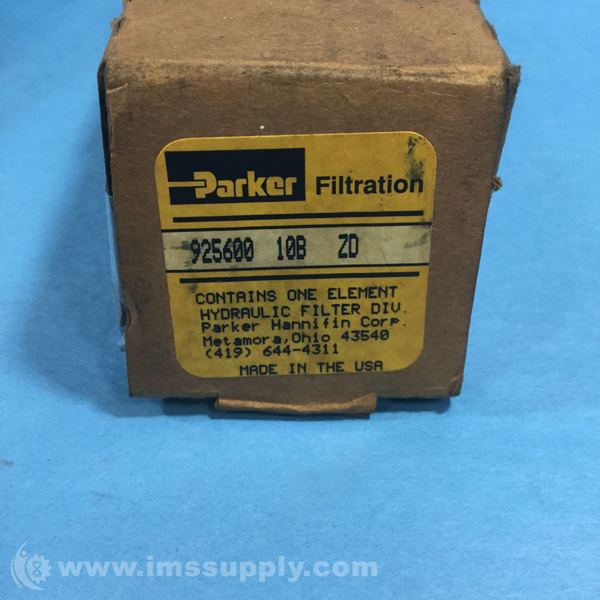 Parker Filtration
925600 10B ZD
CONTAINS ONE ELEMENT
HYDRAULIC FILTER DIV.
Parker Hannifin Corp.
Metamora, Ohio 43540
(419) 644-4311
MADE IN THE USA
www.imssupply.com